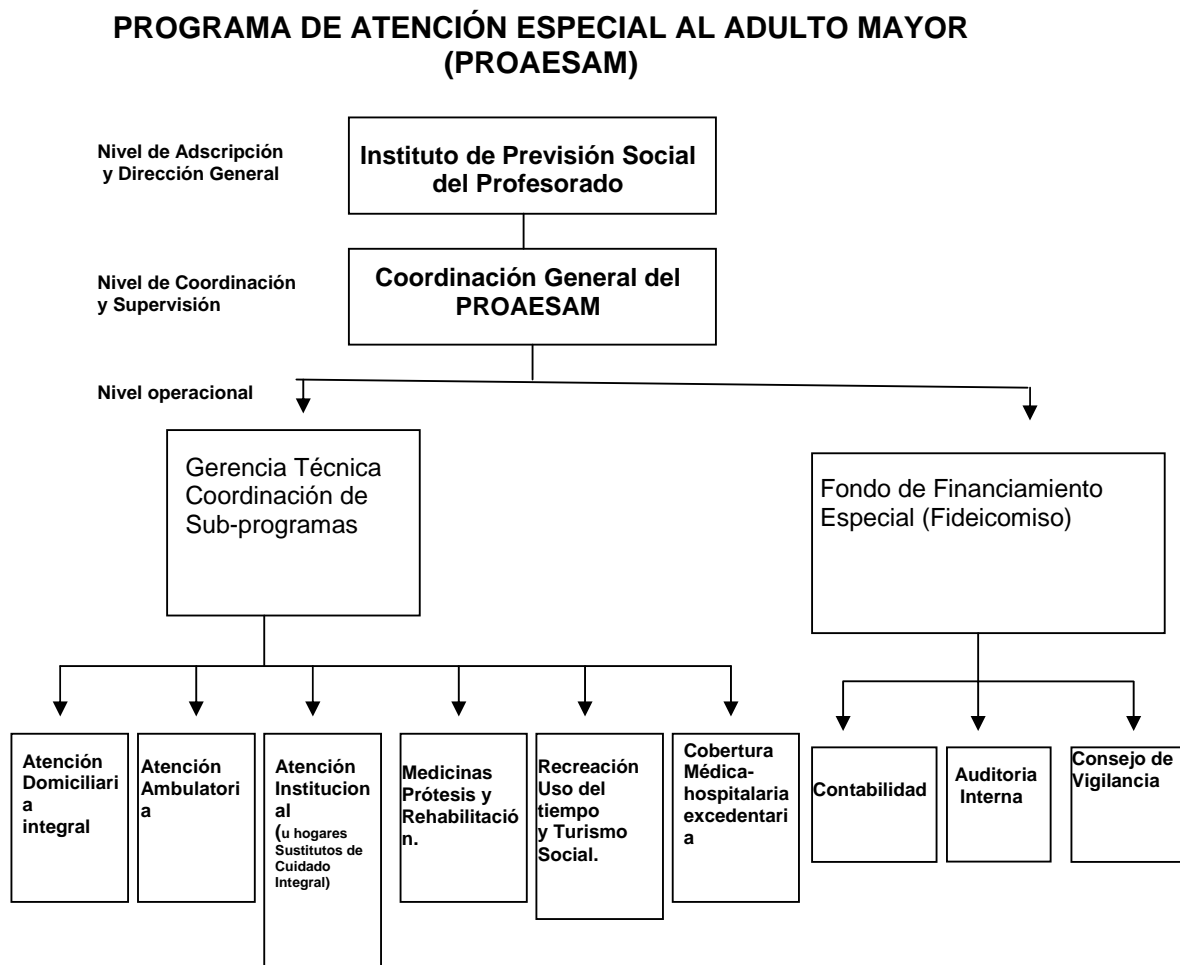 PROGRAMA DE ATENCIÓN ESPECIAL AL ADULTO MAYOR
(PROAESAM)
Nivel de Adscripción
y Dirección General
Instituto de Previsión Social
del Profesorado
Nivel de Coordinación
y Supervisión
Coordinación General del
PROAESAM
Nivel operacional
Gerencia Técnica
Coordinación de
Sub-programas
Fondo de Financiamiento
Especial (Fideicomiso)
Atención
Domiciliari
a
integral
Atención
Ambulatori
a
Atención
Institucion
al
(u hogares
Sustitutos de
Cuidado
Integral)
Medicinas
Prótesis y
Rehabilitació
n.
Recreación
Uso del
tiempo
y Turismo
Social.
Cobertura
Médica-
hospitalaria
excedentari
a
Contabilidad
Auditoria
Interna
Consejo de
Vigilancia